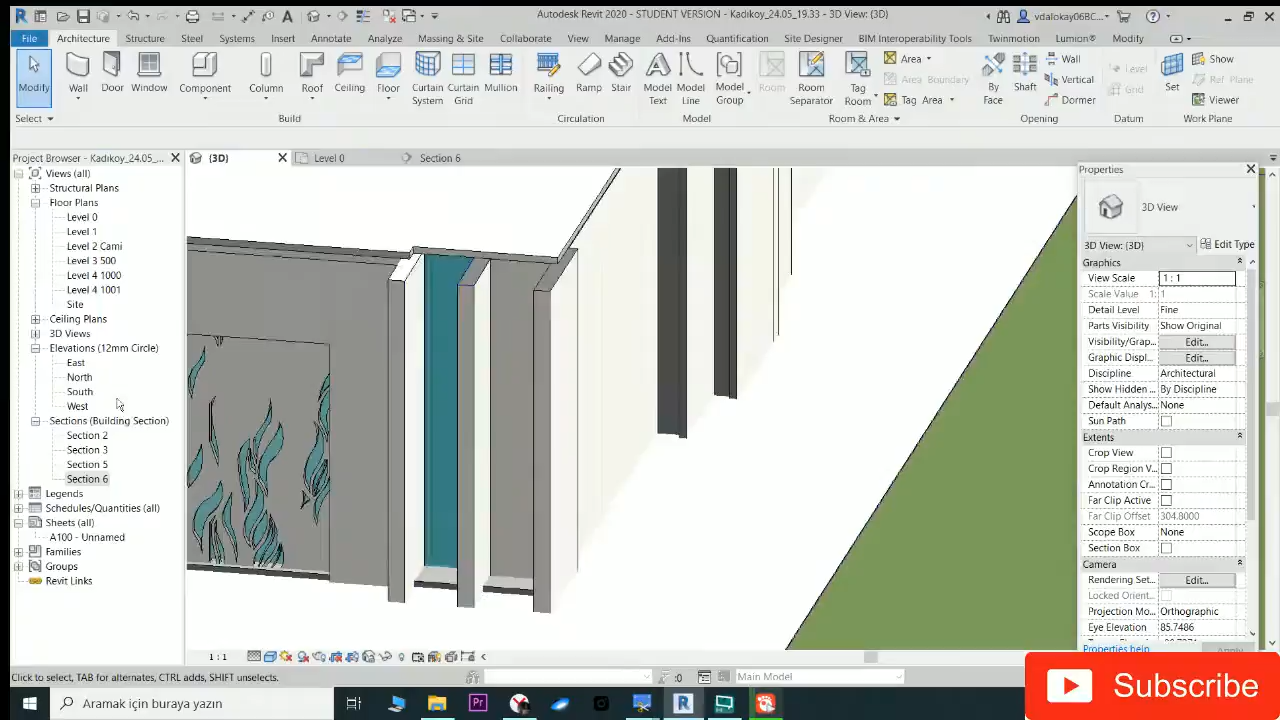 Autodesk Revit 2020 - STUDENT VERSION - Kadıkoy_24.05_19.33 - 3D View: {3D}
vdalokay06BC...
File Architecture Structure Steel Systems Insert Annotate Analyze Massing & Site Collaborate View Manage Add-Ins Quantification Site Designer BIM Interoperability Tools Twinmotion Lumion® Modify
Modify Wall Door Window Component Column Roof Ceiling Floor Curtain System Curtain Grid Mullion Railing Ramp Stair Model Text Model Line Model Group Room Room Separator Tag Room
Area
Area Boundary
Tag Area
By Face Shaft
Wall
Vertical
Dormer
Level
Grid
Set
Show
Ref Plane
Viewer
Select Build Circulation Model Room & Area Opening Datum Work Plane
Project Browser - Kadıkoy_24.05_...
{3D} Level 0 Section 6
Views (all)
Structural Plans
Floor Plans
Level 0
Level 1
Level 2 Cami
Level 3 500
Level 4 1000
Level 4 1001
Site
Ceiling Plans
3D Views
Elevations (12mm Circle)
East
North
South
West
Sections (Building Section)
Section 2
Section 3
Section 5
Section 6
Legends
Schedules/Quantities (all)
Sheets (all)
A100 - Unnamed
Families
Groups
Revit Links
Properties
3D View
3D View: {3D} Edit Type
Graphics
View Scale 1 : 1
Scale Value 1: 1
Detail Level Fine
Parts Visibility Show Original
Visibility/Grap... Edit...
Graphic Displ... Edit...
Discipline Architectural
Show Hidden ... By Discipline
Default Analys... None
Sun Path
Extents
Crop View
Crop Region V...
Annotation Cr...
Far Clip Active
Far Clip Offset 304.8000
Scope Box None
Section Box
Camera
Rendering Set... Edit...
Locked Orient...
Projection Mo... Orthographic
Eye Elevation 85.7486
Properties help Apply
1 : 1
Click to select, TAB for alternates, CTRL adds, SHIFT unselects.
:0 Main Model
Aramak için buraya yazın
Pr
R
Subscribe